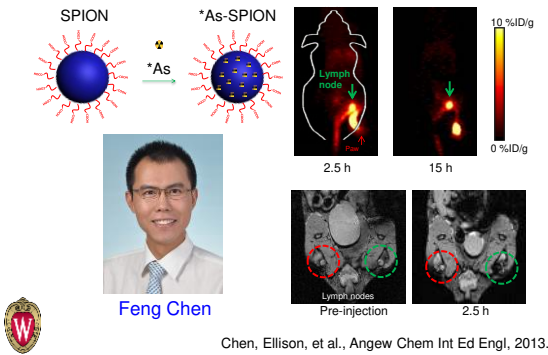 SPION
*As-SPION
*As
Lymph
node
Paw
2.5 h
15 h
10 %ID/g
0 %ID/g
Feng Chen
Lymph nodes
Pre-injection
2.5 h
W
Chen, Ellison, et al., Angew Chem Int Ed Engl, 2013.